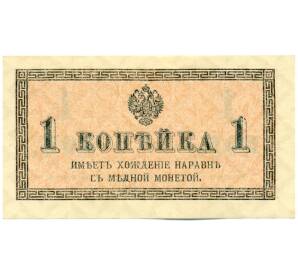 1 КОПѢЙКА 1
ИМѢЕТЪ ХОЖДЕНІЕ НАРАВНѢ
СЪ МѢДНОЙ МОНЕТОЙ.